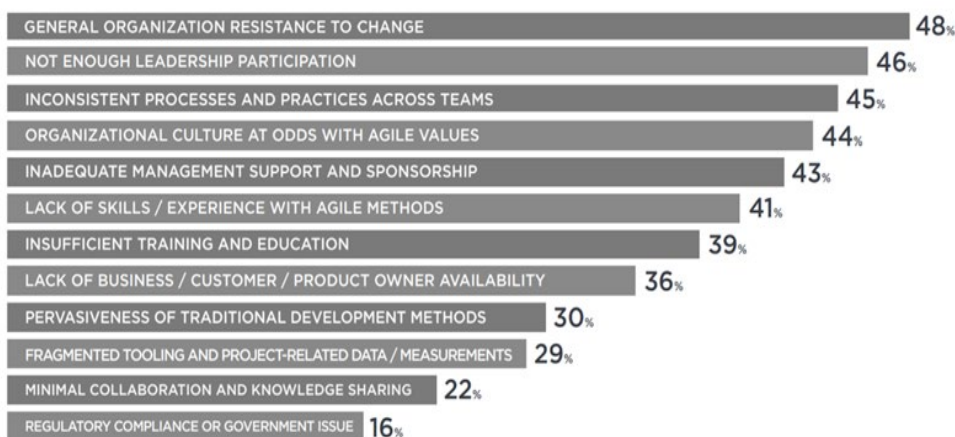 GENERAL ORGANIZATION RESISTANCE TO CHANGE 48%
NOT ENOUGH LEADERSHIP PARTICIPATION 46%
INCONSISTENT PROCESSES AND PRACTICES ACROSS TEAMS 45%
ORGANIZATIONAL CULTURE AT ODDS WITH AGILE VALUES 44%
INADEQUATE MANAGEMENT SUPPORT AND SPONSORSHIP 43%
LACK OF SKILLS / EXPERIENCE WITH AGILE METHODS 41%
INSUFFICIENT TRAINING AND EDUCATION 39%
LACK OF BUSINESS / CUSTOMER / PRODUCT OWNER AVAILABILITY 36%
PERVASIVENESS OF TRADITIONAL DEVELOPMENT METHODS 30%
FRAGMENTED TOOLING AND PROJECT-RELATED DATA / MEASUREMENTS 29%
MINIMAL COLLABORATION AND KNOWLEDGE SHARING 22%
REGULATORY COMPLIANCE OR GOVERNMENT ISSUE 16%